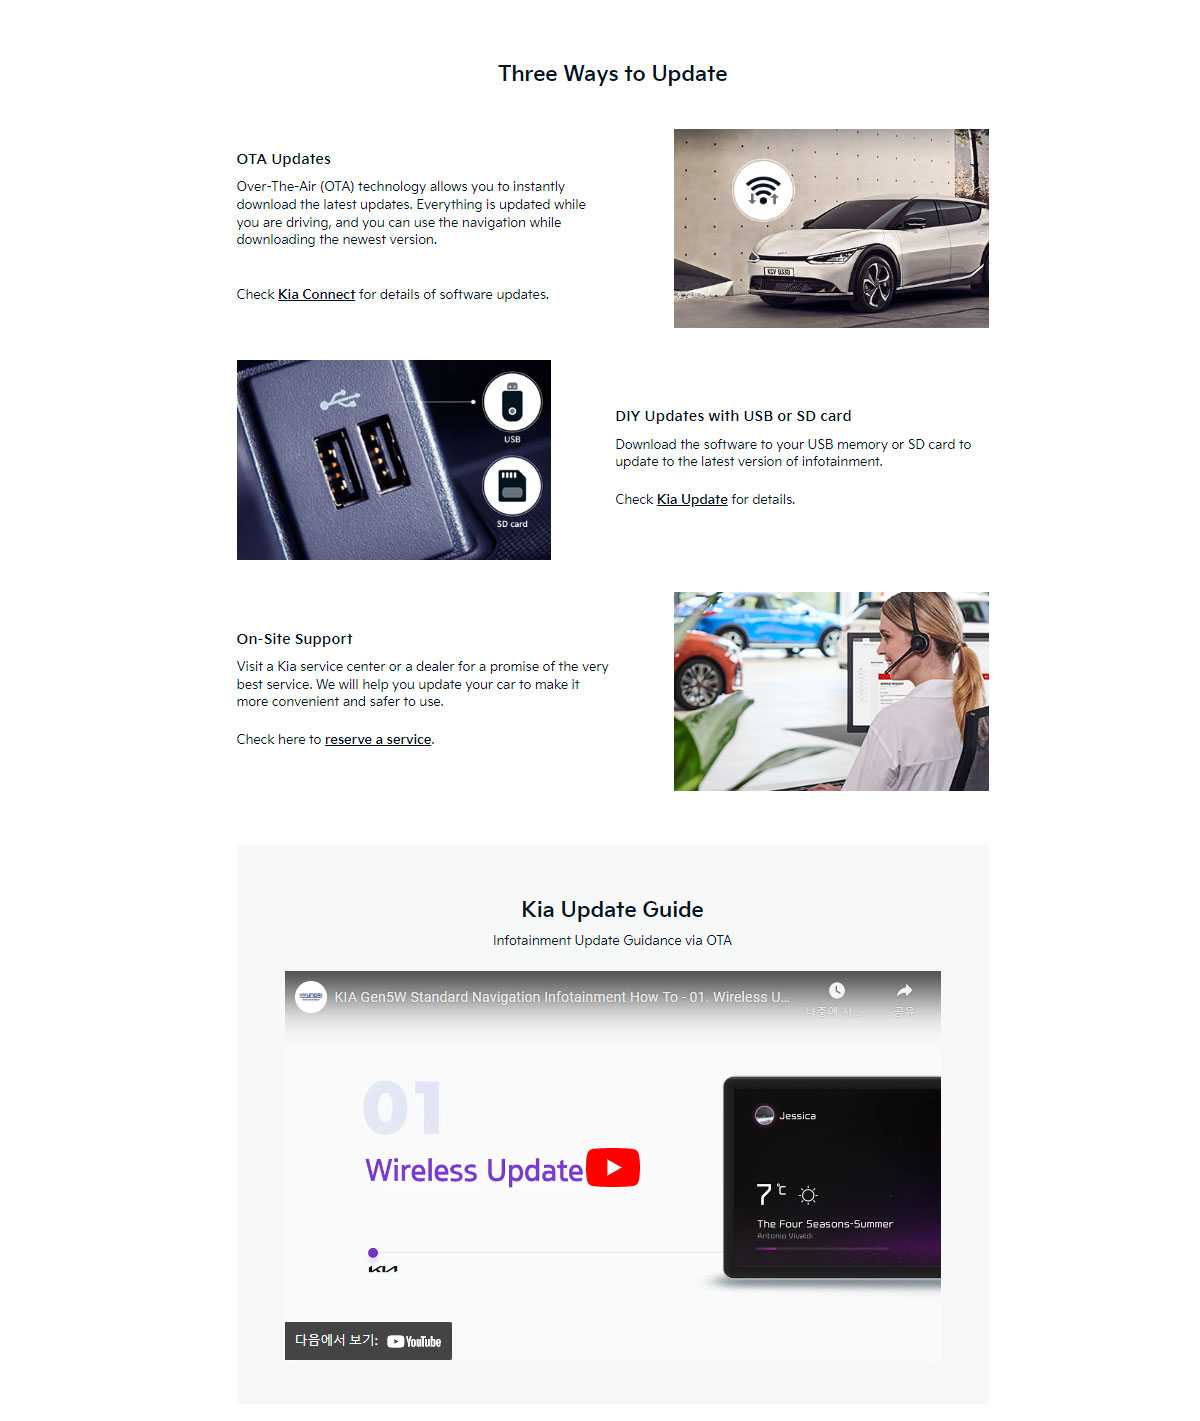 Three Ways to Update
OTA Updates
Over-The-Air (OTA) technology allows you to instantly
download the latest updates. Everything is updated while
you are driving, and you can use the navigation while
downloading the newest version.
Check Kia Connect for details of software updates.
KCV 0330
USB
SD card
DIY Updates with USB or SD card
Download the software to your USB memory or SD card to
update to the latest version of infotainment.
Check Kia Update for details.
On-Site Support
Visit a Kia service center or a dealer for a promise of the very
best service. We will help you update your car to make it
more convenient and safer to use.
Check here to reserve a service.
SERVICE REQUEST
Kia Update Guide
Infotainment Update Guidance via OTA
HYUNDAI
KIA Gen5W Standard Navigation Infotainment How To - 01. Wireless U...
나중에 시...
공유
01
Wireless Update
Jessica
7 °C
The Four Seasons-Summer
Antonio Vivaldi
KIA
다음에서 보기: YouTube